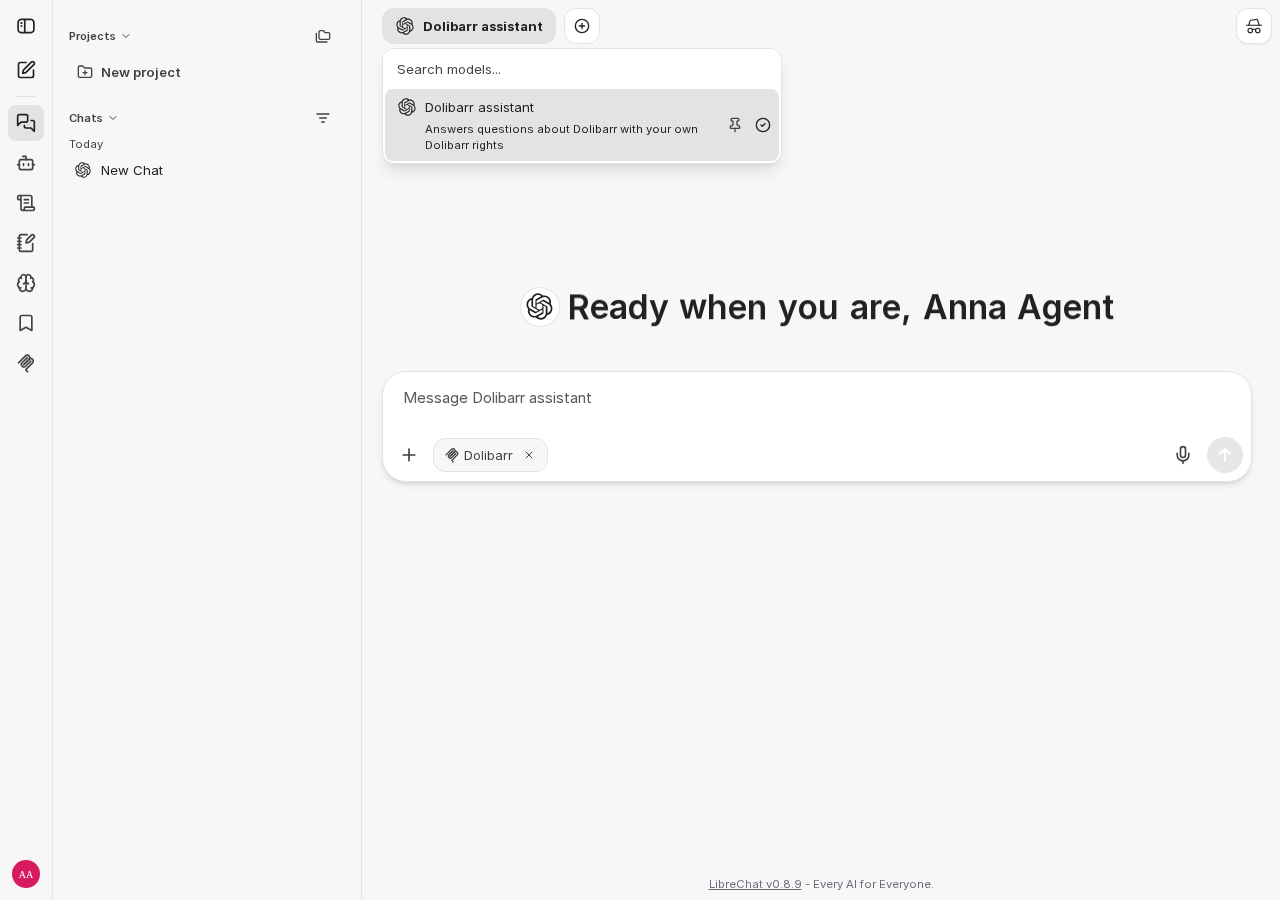 Projects
New project
Chats
Today
New Chat
Dolibarr assistant
Search models...
Dolibarr assistant
Answers questions about Dolibarr with your own
Dolibarr rights
Ready when you are, Anna Agent
Message Dolibarr assistant
Dolibarr
AA
LibreChat v0.8.9 - Every AI for Everyone.